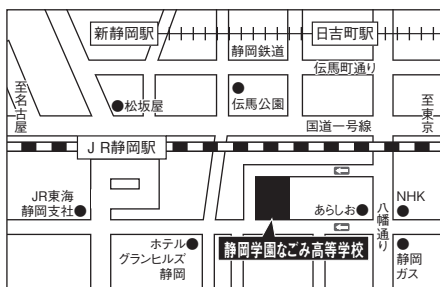 新静岡駅
日吉町駅
静岡鉄道
伝馬町通り
至名古屋
松坂屋
伝馬公園
至東京
国道一号線
JR静岡駅
JR東海
静岡支社
あらしお
八幡通り
NHK
ホテル
グランヒルズ
静岡
静岡学園なごみ高等学校
静岡
ガス